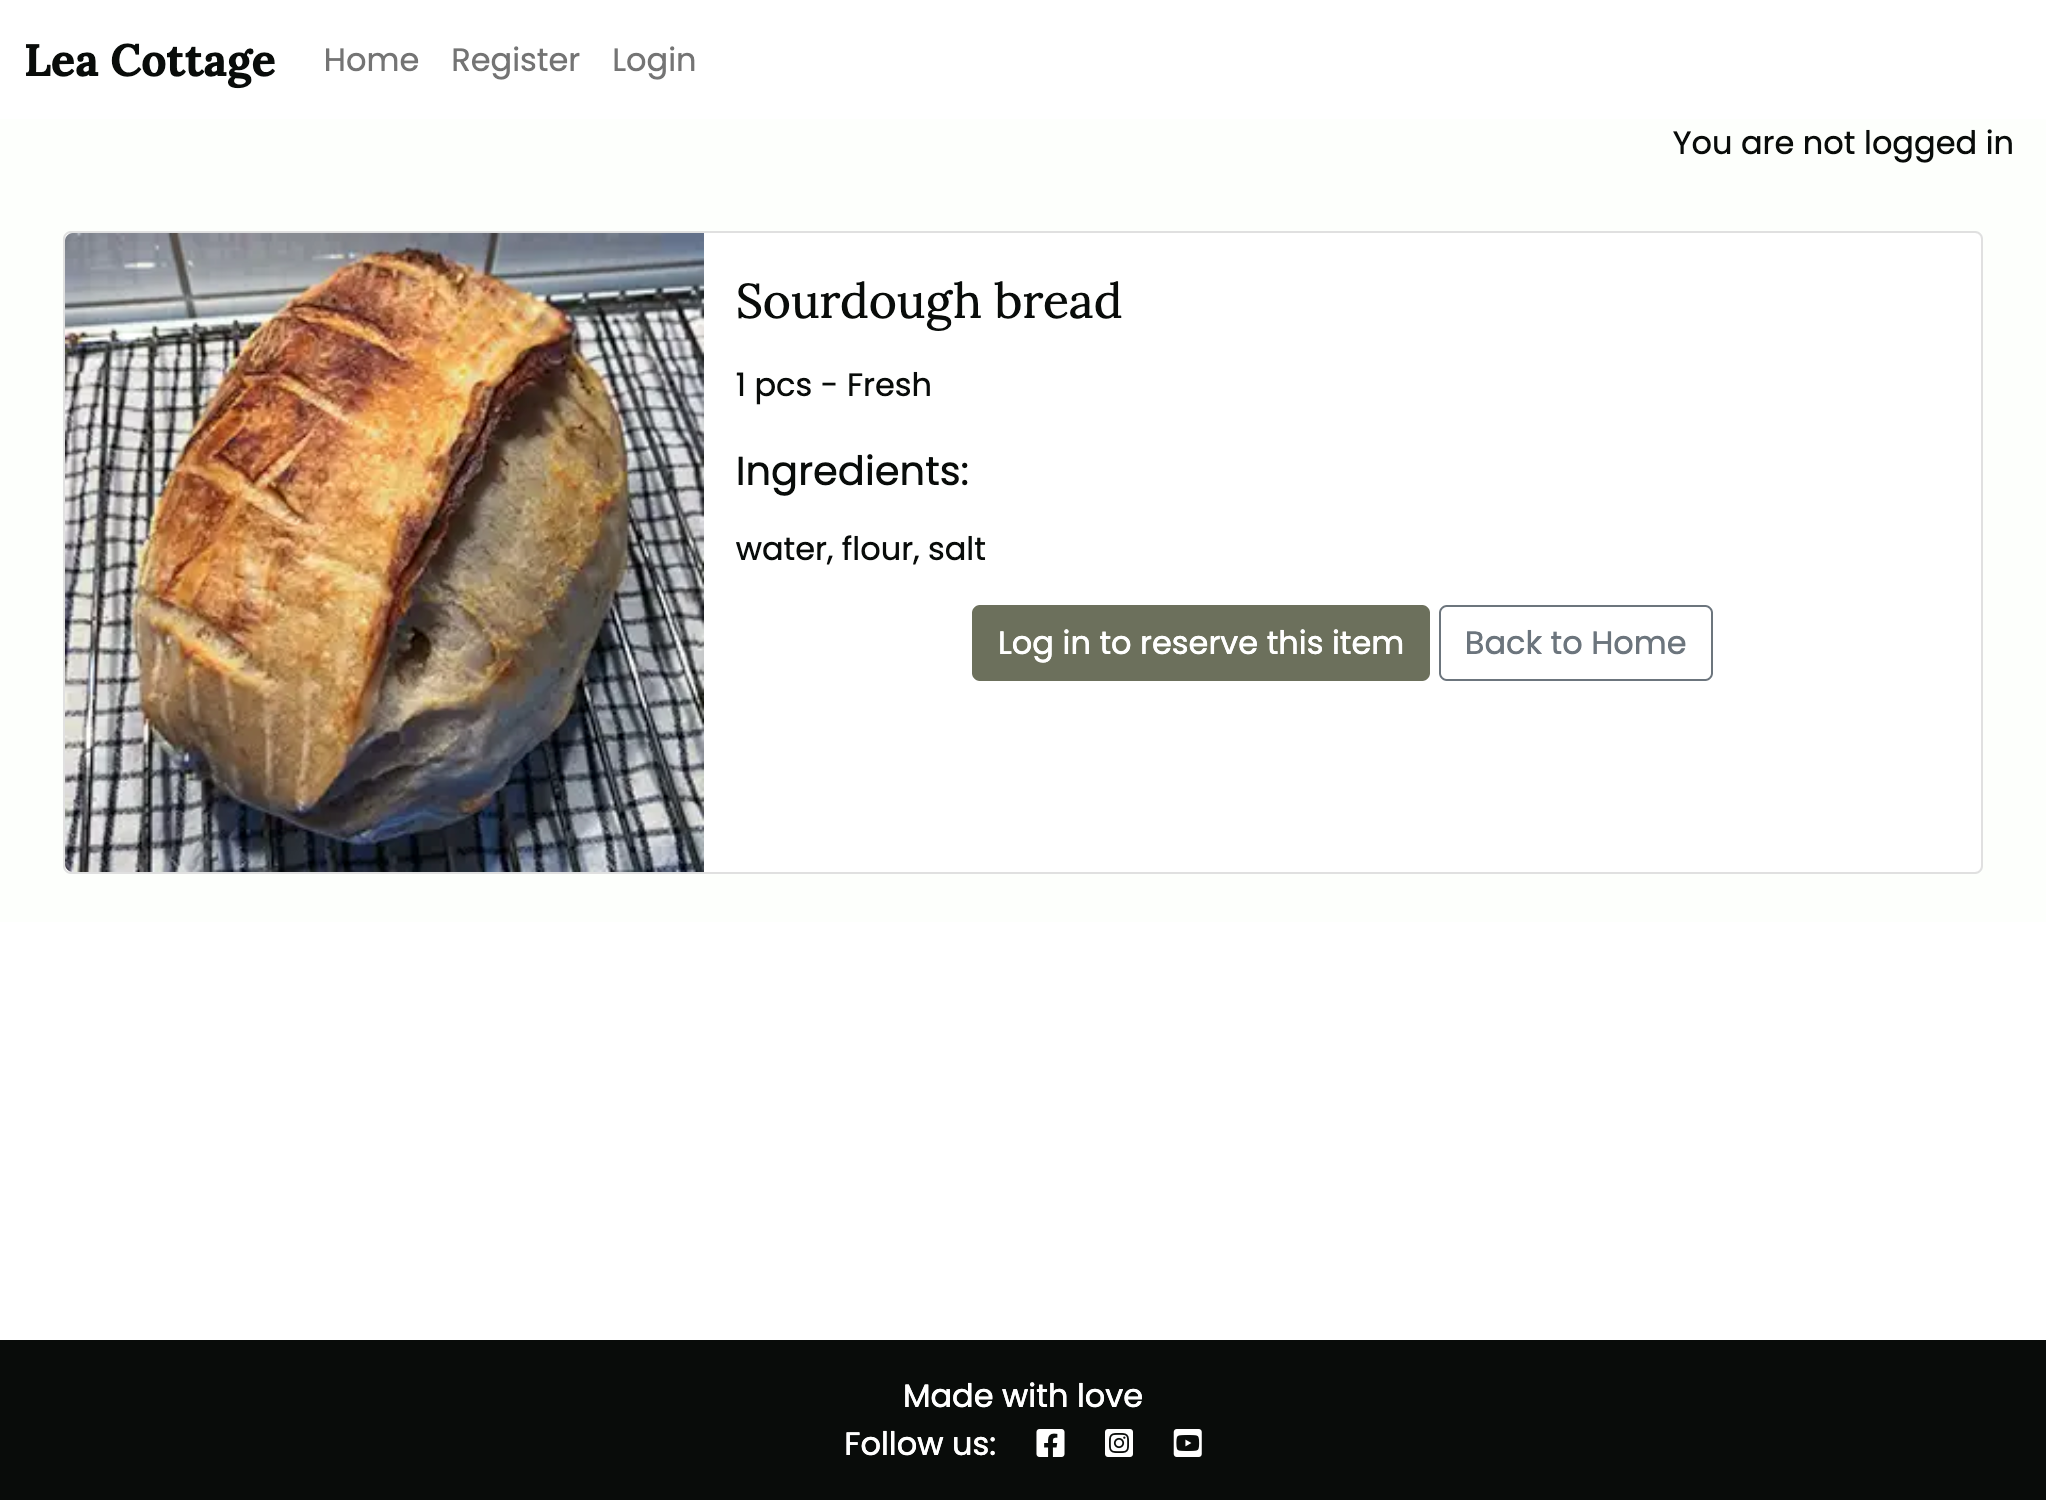 Lea Cottage Home Register Login
You are not logged in
Sourdough bread
1 pcs - Fresh
Ingredients:
water, flour, salt
Log in to reserve this item Back to Home
Made with love
Follow us: